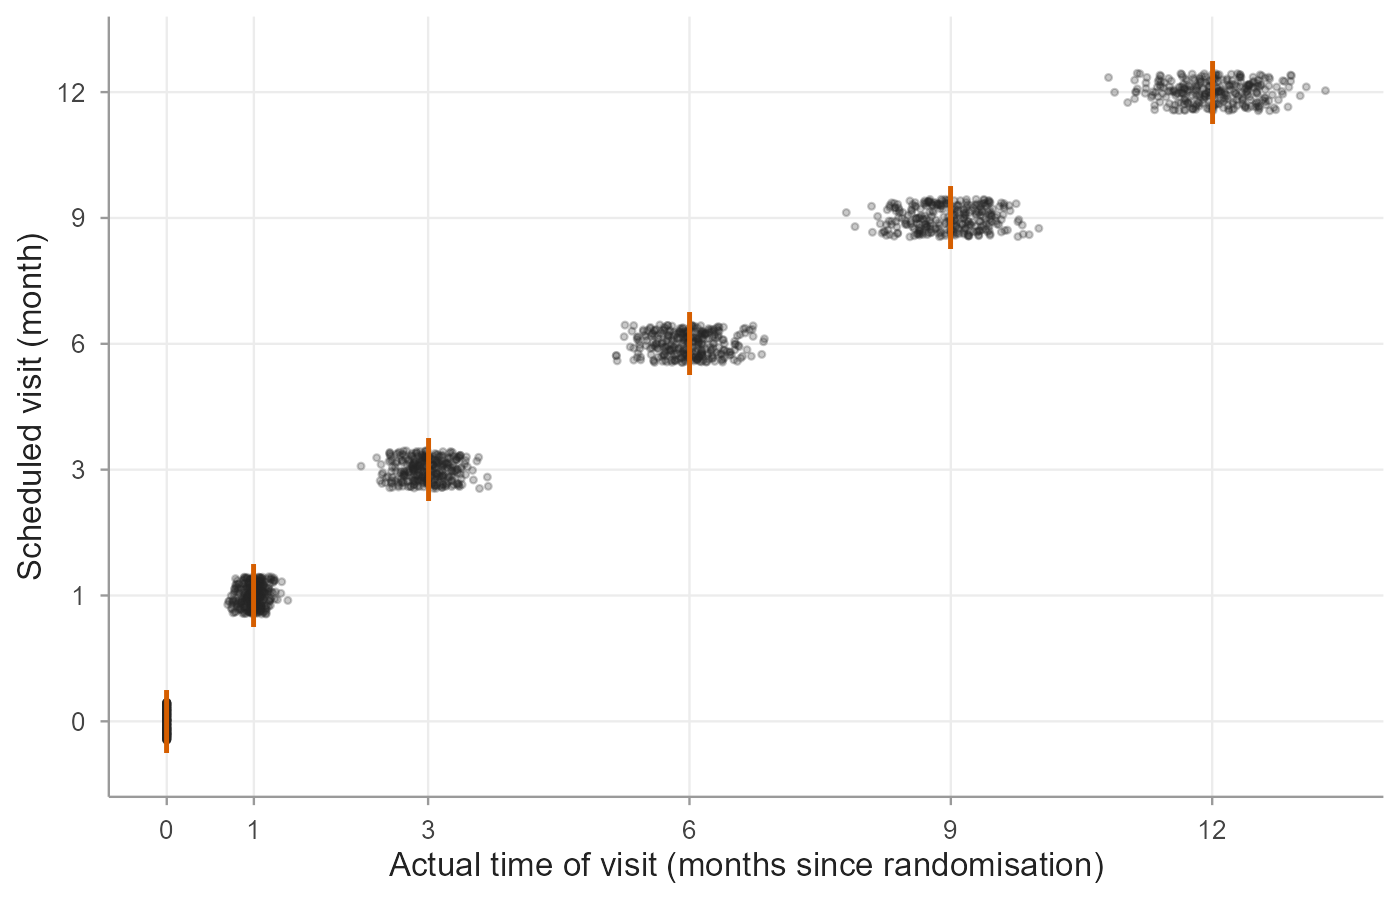 Scheduled visit (month)
12
9
6
3
1
0
0 1 3 6 9 12
Actual time of visit (months since randomisation)